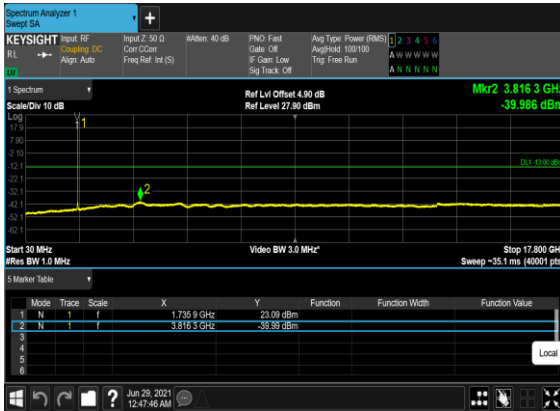 Spectrum Analyzer 1
Swept SA
+
KEYSIGHT Input: RF Input Z: 50 Ω #Atten: 40 dB PNO: Fast Avg Type: Power (RMS) 1 2 3 4 5 6
RL Coupling: DC Corr CCorr Gate: Off Avg|Hold: 100/100 A W W W W W
Align: Auto Freq Ref: Int (S) IF Gain: Low Trig: Free Run
Sig Track: Off A N N N N N
1 Spectrum Ref Lvl Offset 4.90 dB Mkr2 3.816 3 GHz
Scale/Div 10 dB Ref Level 27.90 dBm -39.986 dBm
Log
17.9
7.90
-2.10
-12.1
-22.1
-32.1
-42.1
-52.1
-62.1
1
DL1 -13.00 dBm
2
Start 30 MHz Video BW 3.0 MHz* Stop 17.800 GHz
#Res BW 1.0 MHz Sweep ~35.1 ms (40001 pts)
5 Marker Table
Mode Trace Scale X Y Function Function Width Function Value
1 N 1 f 1.735 9 GHz 23.09 dBm
2 N 1 f 3.816 3 GHz -39.99 dBm
3
4
5
6
Local
? Jun 29, 2021
12:47:46 AM